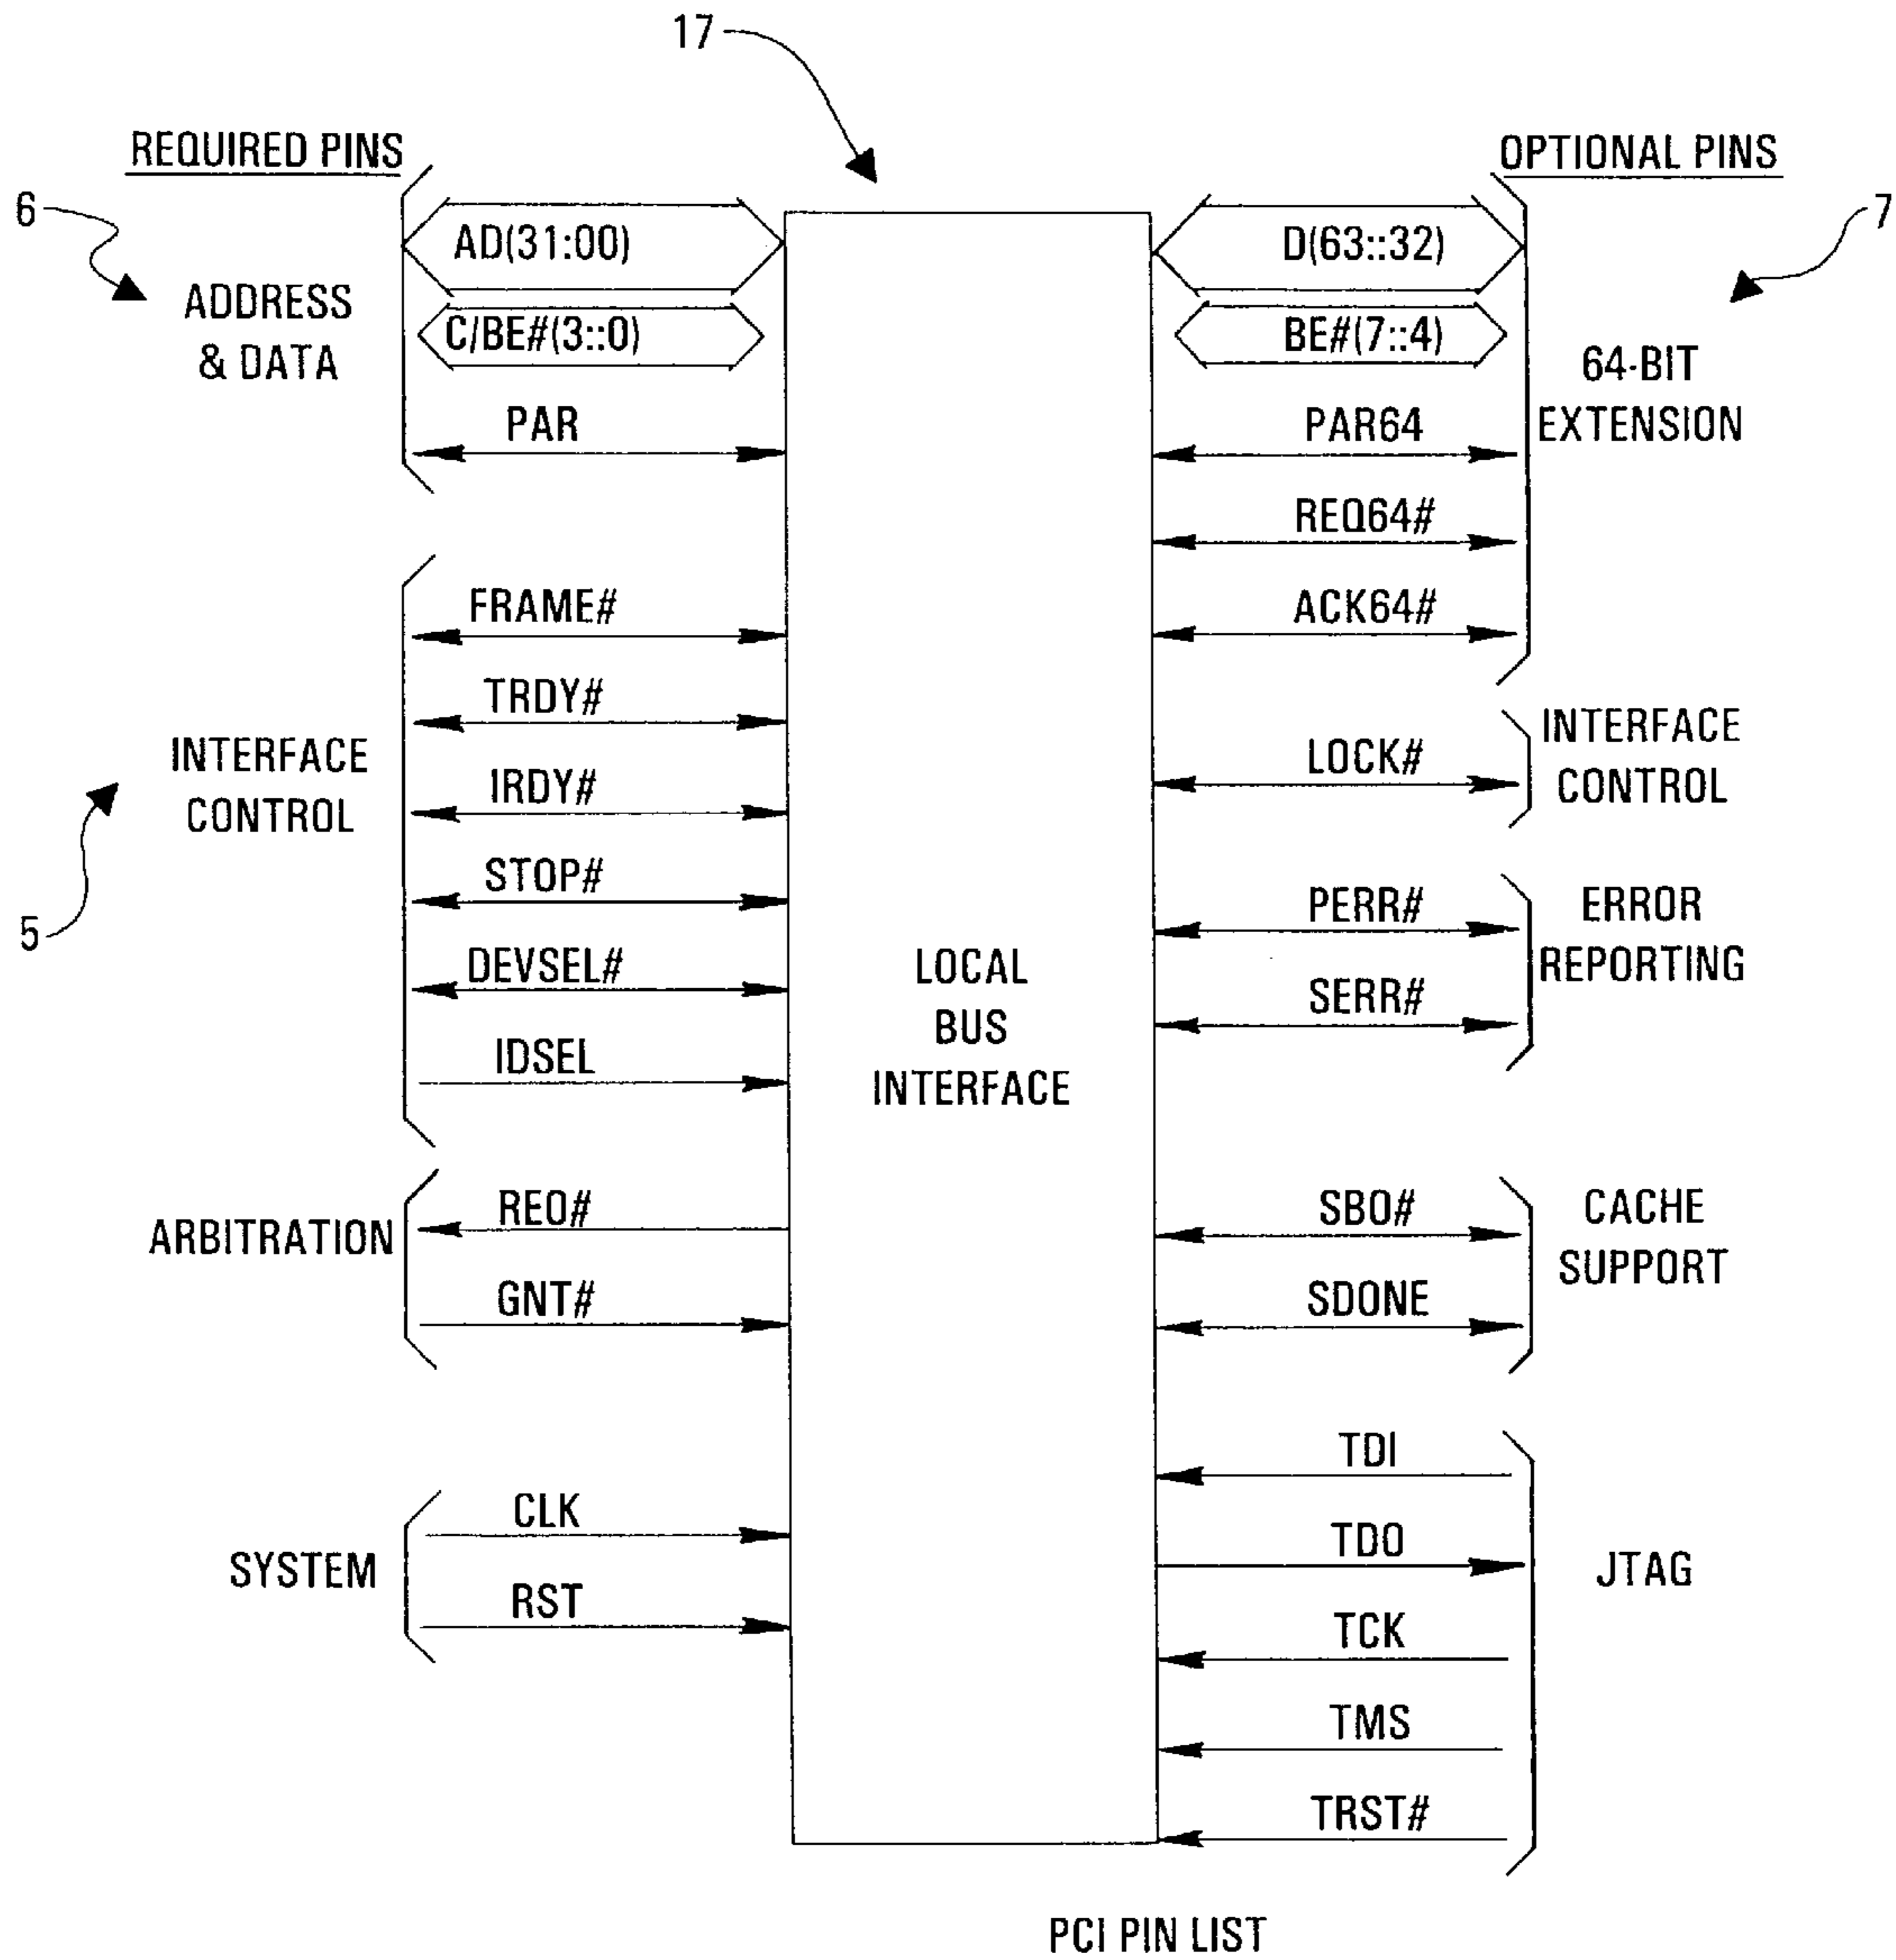 17
REQUIRED PINS
OPTIONAL PINS
6
7
AD(31:00)
D(63::32)
ADDRESS
& DATA
C/BE#(3::0)
BE#(7::4)
64-BIT
EXTENSION
PAR
PAR64
REQ64#
FRAME#
ACK64#
TRDY#
INTERFACE
CONTROL
LOCK#
INTERFACE
CONTROL
IRDY#
5
STOP#
PERR#
ERROR
REPORTING
DEVSEL#
SERR#
LOCAL
BUS
INTERFACE
IDSEL
ARBITRATION
REO#
SBO#
CACHE
SUPPORT
GNT#
SDONE
TDI
SYSTEM
CLK
TDO
JTAG
RST
TCK
TMS
TRST#
PCI PIN LIST